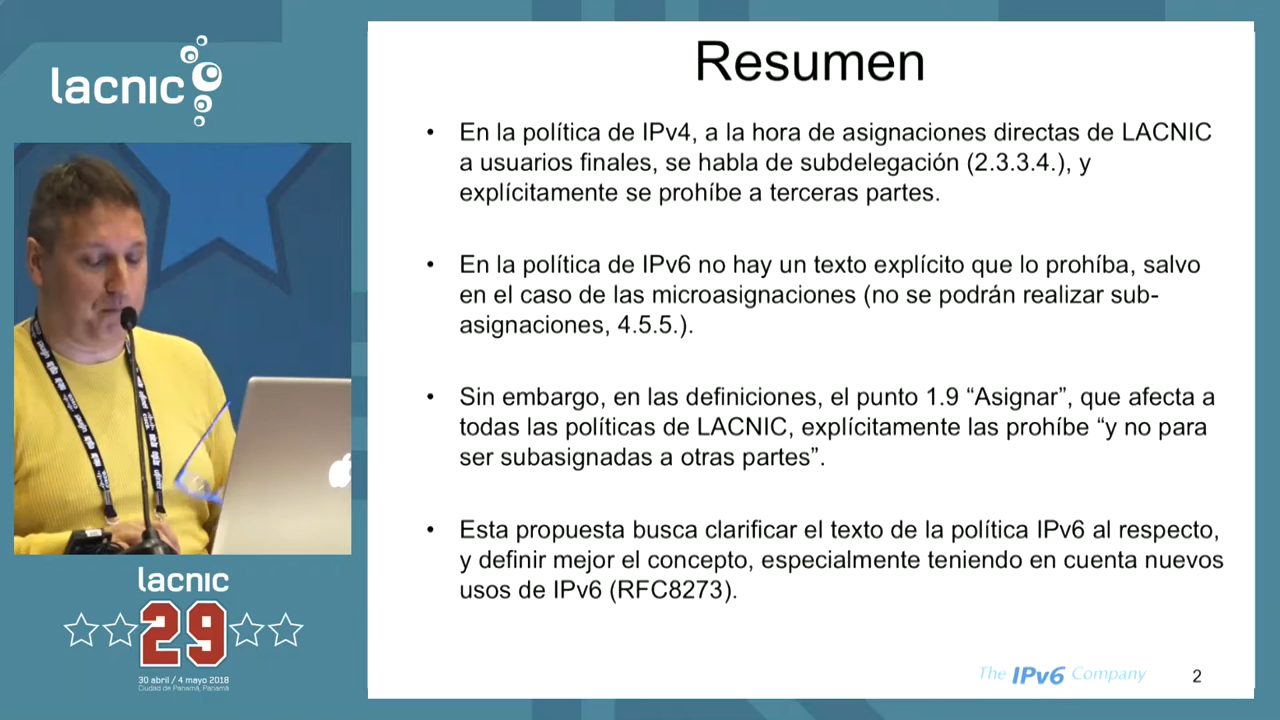 lacnic
Resumen
• En la política de IPv4, a la hora de asignaciones directas de LACNIC
a usuarios finales, se habla de subdelegación (2.3.3.4.), y
explícitamente se prohíbe a terceras partes.
• En la política de IPv6 no hay un texto explícito que lo prohíba, salvo
en el caso de las microasignaciones (no se podrán realizar sub-
asignaciones, 4.5.5.).
• Sin embargo, en las definiciones, el punto 1.9 “Asignar”, que afecta a
todas las políticas de LACNIC, explícitamente las prohíbe “y no para
ser subasignadas a otras partes”.
• Esta propuesta busca clarificar el texto de la política IPv6 al respecto,
y definir mejor el concepto, especialmente teniendo en cuenta nuevos
usos de IPv6 (RFC8273).
The IPv6 Company
2
lacnic
29
30 abril / 4 mayo 2018
Ciudad de Panamá, Panamá